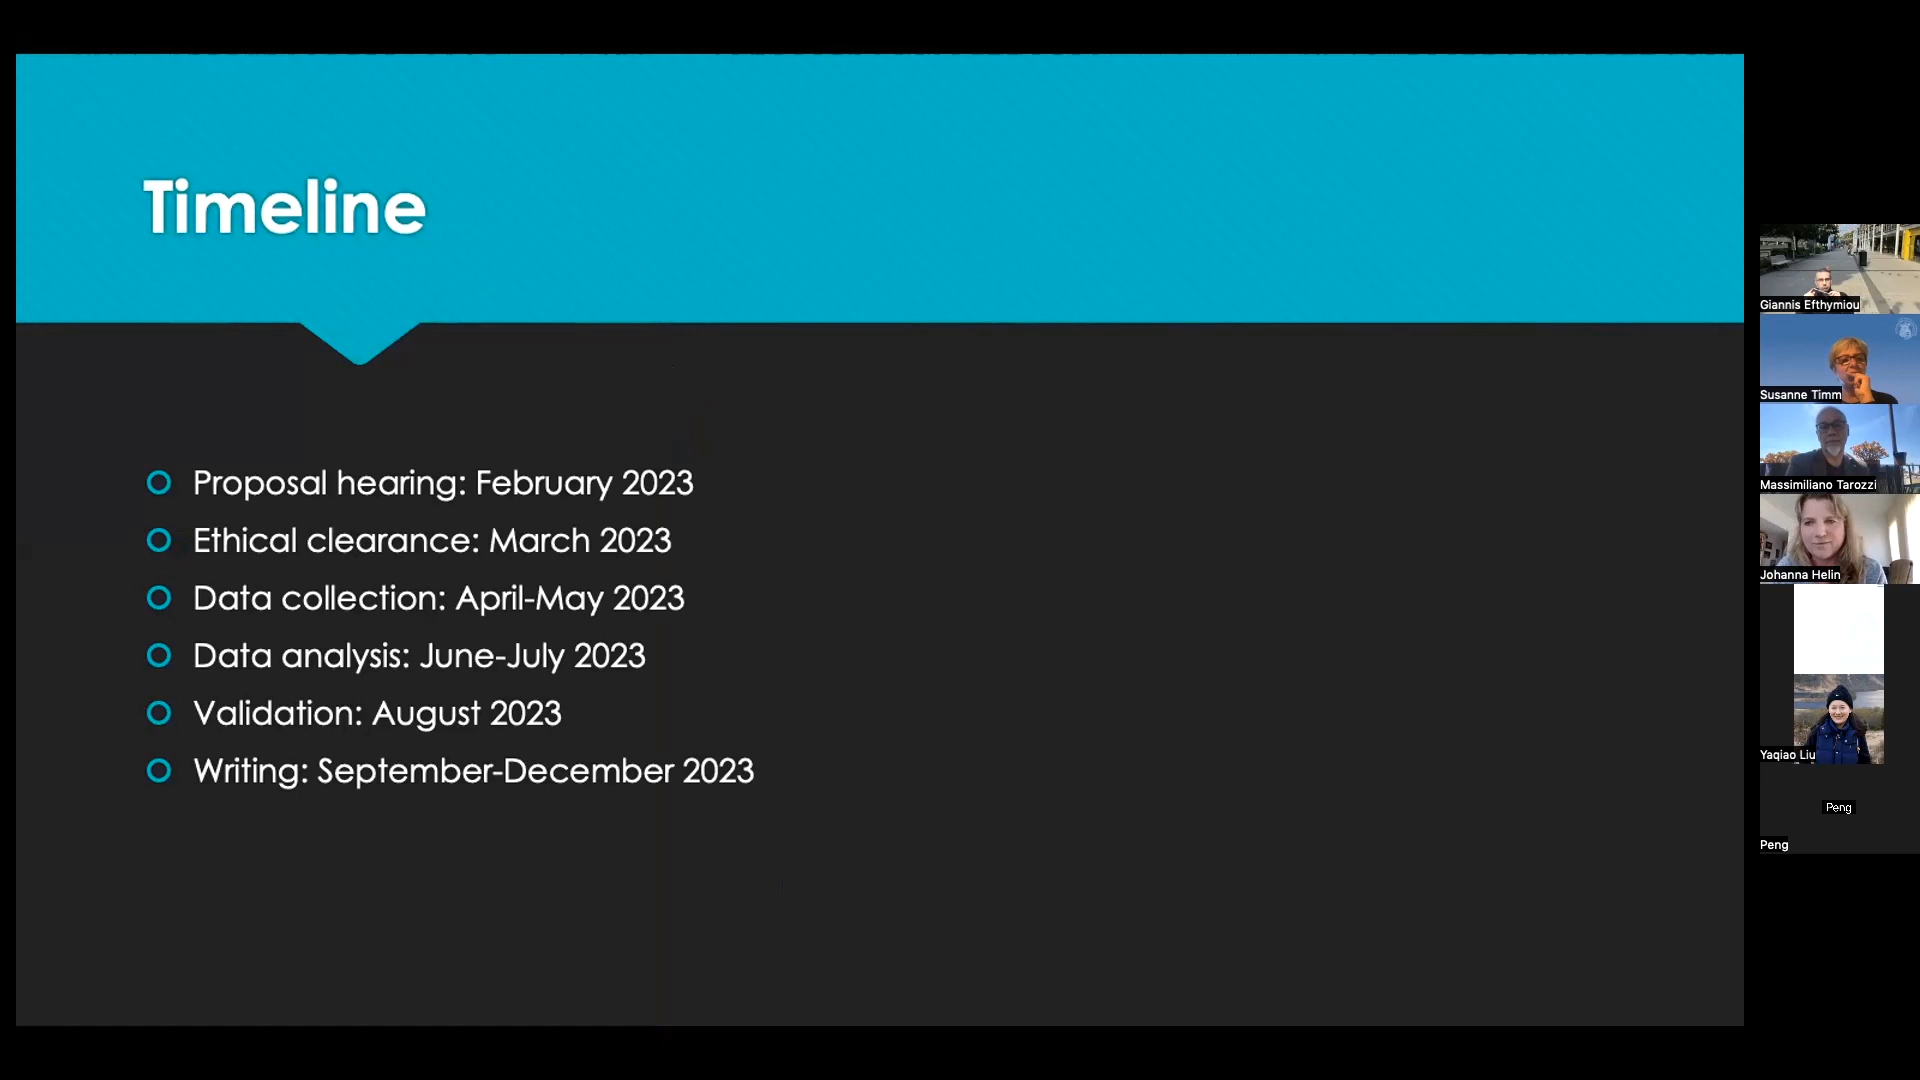 Timeline
Proposal hearing: February 2023
Ethical clearance: March 2023
Data collection: April-May 2023
Data analysis: June-July 2023
Validation: August 2023
Writing: September-December 2023
Giannis Efthymiou
Susanne Timm
Massimiliano Tarozzi
Johanna Helin
Yaqiao Liu
Peng
Peng